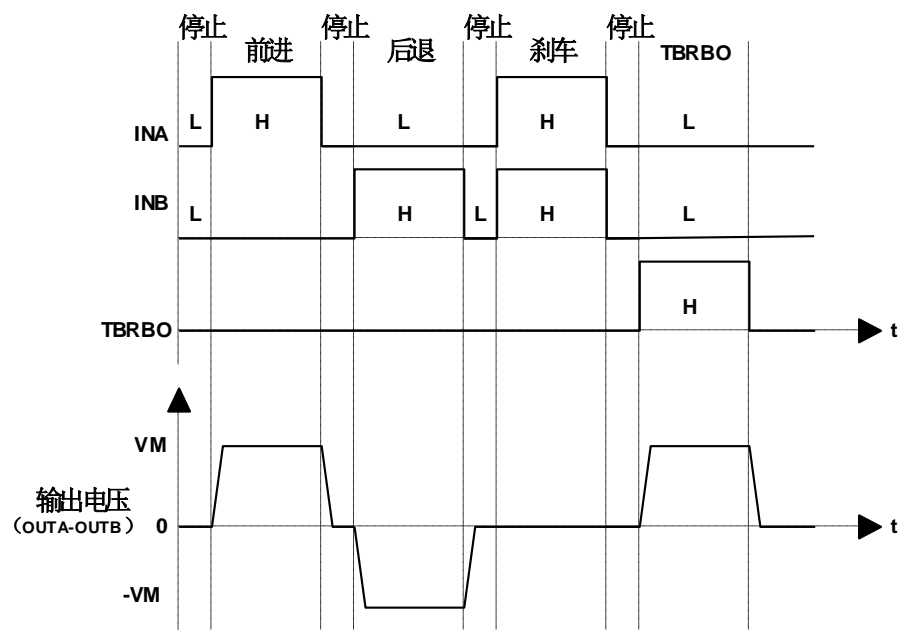 停止 前进 停止 后退 停止 刹车 停止 TBRBO
INA L H L H L
INB L H L H L
TBRBO H t
VM
输出电压
（OUTA-OUTB） 0 t
-VM